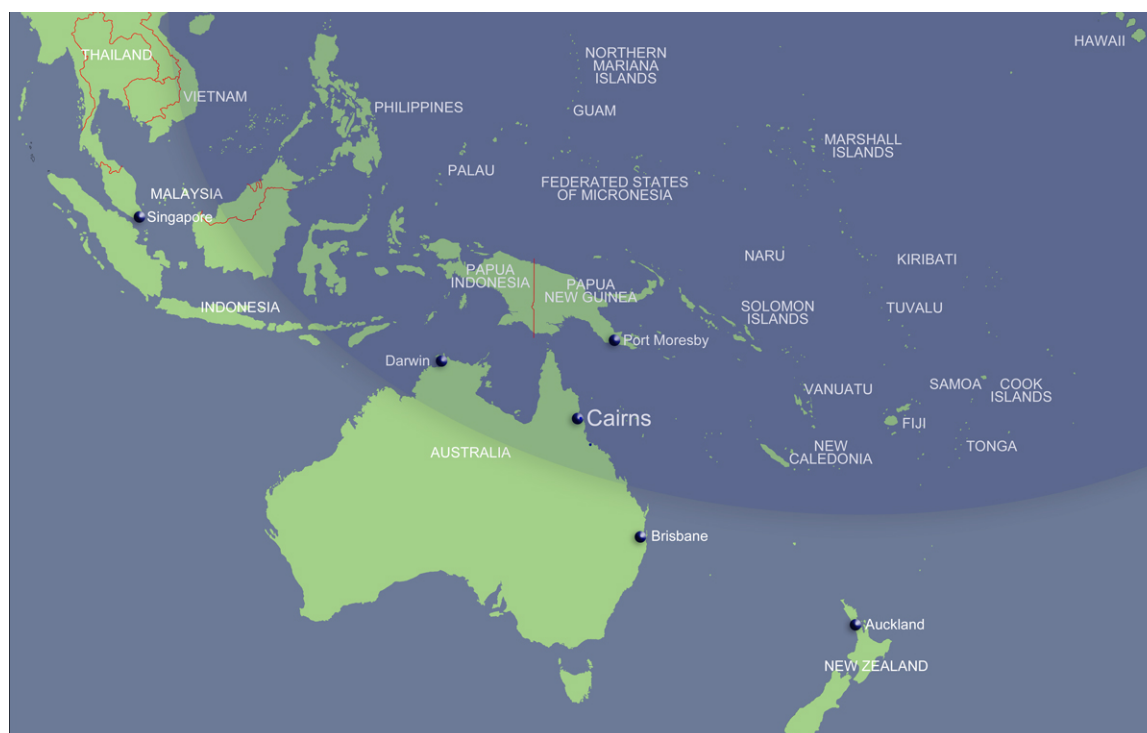 HAWAII
NORTHERN
MARIANA
ISLANDS
THAILAND
VIETNAM
PHILIPPINES
GUAM
MARSHALL
ISLANDS
PALAU
FEDERATED STATES
OF MICRONESIA
MALAYSIA
Singapore
NARU
KIRIBATI
PAPUA
INDONESIA
PAPUA
NEW GUINEA
INDONESIA
SOLOMON
ISLANDS
TUVALU
Port Moresby
Darwin
VANUATU
SAMOA
COOK
ISLANDS
Cairns
FIJI
AUSTRALIA
NEW
CALEDONIA
TONGA
Brisbane
Auckland
NEW ZEALAND